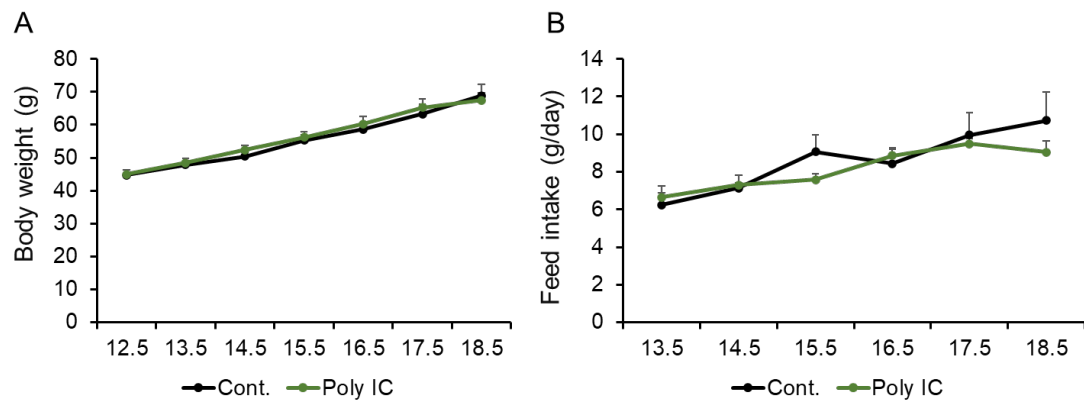 A
Body weight (g)
80
70
60
50
40
30
20
10
0
12.5 13.5 14.5 15.5 16.5 17.5 18.5
Cont. Poly IC
B
Feed intake (g/day)
14
12
10
8
6
4
2
0
13.5 14.5 15.5 16.5 17.5 18.5
Cont. Poly IC